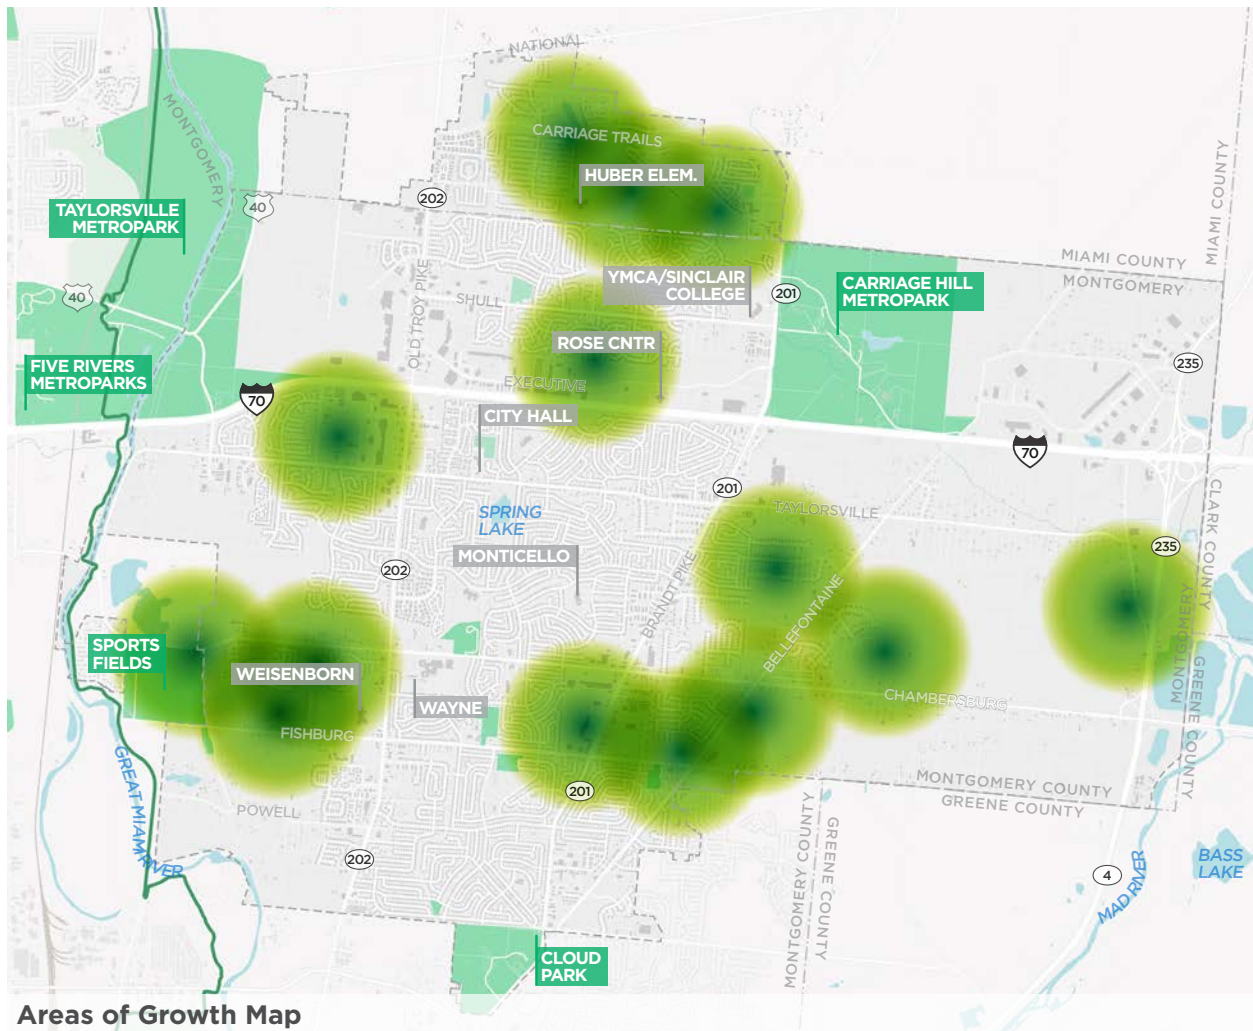 NATIONAL
MONTGOMERY
CARRIAGE TRAILS
HUBER ELEM.
202
40
TAYLORSVILLE
METROPARK
MIAMI COUNTY
MIAMI COUNTY
MONTGOMERY
YMCA/SINCLAIR
COLLEGE
201
CARRIAGE HILL
METROPARK
40
SHULL
OLD TROY PIKE
ROSE CNTR
235
FIVE RIVERS
METROPARKS
EXECUTIVE
70
CITY HALL
70
201
SPRING
LAKE
TAYLORSVILLE
CLARK COUNTY
MONTICELLO
235
202
BRANDT PIKE
BELLEFONTAINE
MONTGOMERY
GREENE COUNTY
SPORTS
FIELDS
WEISENBORN
WAYNE
CHAMBERSBURG
FISHBURG
GREAT MIAMI
RIVER
201
MONTGOMERY COUNTY
GREENE COUNTY
POWELL
MONTGOMERY COUNTY
GREENE COUNTY
202
4
MAD RIVER
BASS
LAKE
CLOUD
PARK
Areas of Growth Map